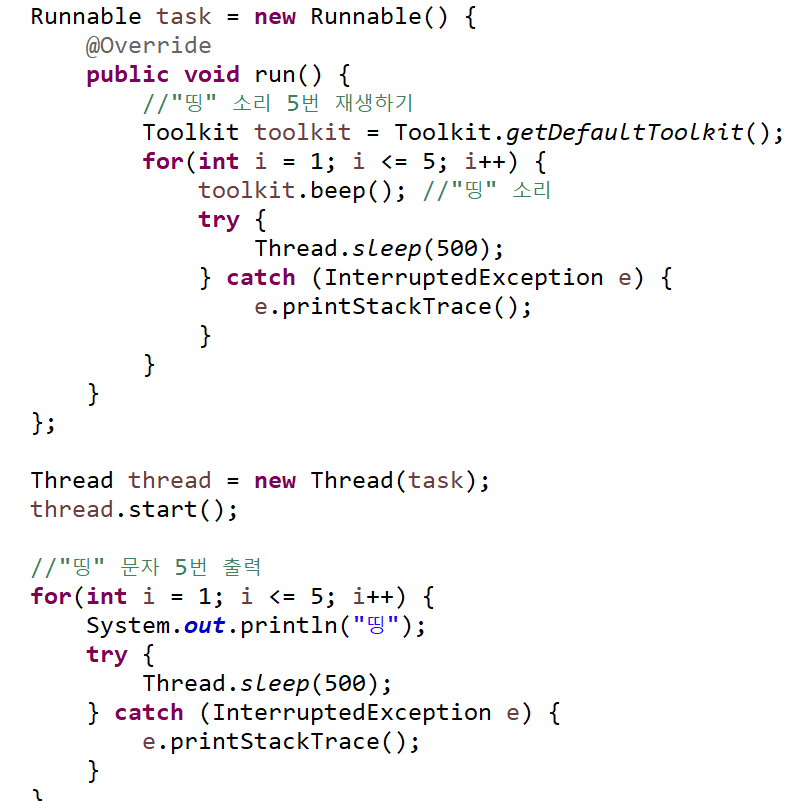 Runnable task = new Runnable() {
    @Override
    public void run() {
        //"띵" 소리 5번 재생하기
        Toolkit toolkit = Toolkit.getDefaultToolkit();
        for(int i = 1; i <= 5; i++) {
            toolkit.beep(); //"띵" 소리
            try {
                Thread.sleep(500);
            } catch (InterruptedException e) {
                e.printStackTrace();
            }
        }
    }
};

Thread thread = new Thread(task);
thread.start();

//"띵" 문자 5번 출력
for(int i = 1; i <= 5; i++) {
    System.out.println("띵");
    try {
        Thread.sleep(500);
    } catch (InterruptedException e) {
        e.printStackTrace();
    }
}